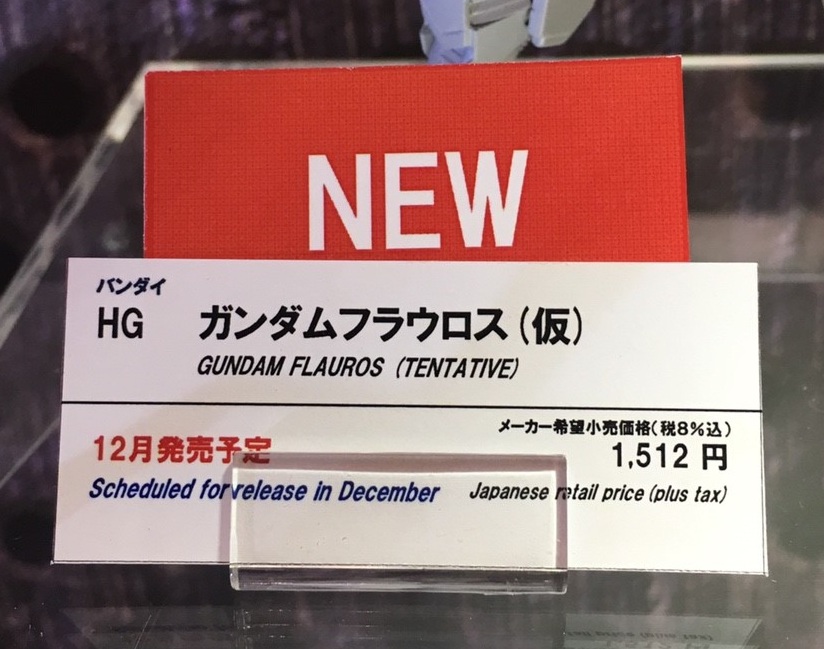 NEW
バンダイ
HG ガンダムフラウロス(仮)
GUNDAM FLAUROS (TENTATIVE)
メーカー希望小売価格(税8%込)
12月発売予定 1,512 円
Scheduled for release in December Japanese retail price (plus tax)